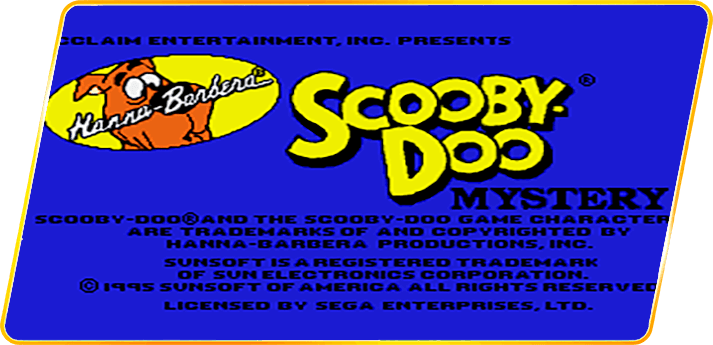 CCLAIM ENTERTAINMENT, INC. PRESENTS
Hanna-Barbera
SCOOBY-DOO®
MYSTERY
SCOOBY-DOO® AND THE SCOOBY-DOO GAME CHARACTER
ARE TRADEMARKS OF AND COPYRIGHTED BY
HANNA-BARBERA PRODUCTIONS, INC.
SUNSOFT IS A REGISTERED TRADEMARK
OF SUN ELECTRONICS CORPORATION.
© 1995 SUNSOFT OF AMERICA ALL RIGHTS RESERVED
LICENSED BY SEGA ENTERPRISES, LTD.